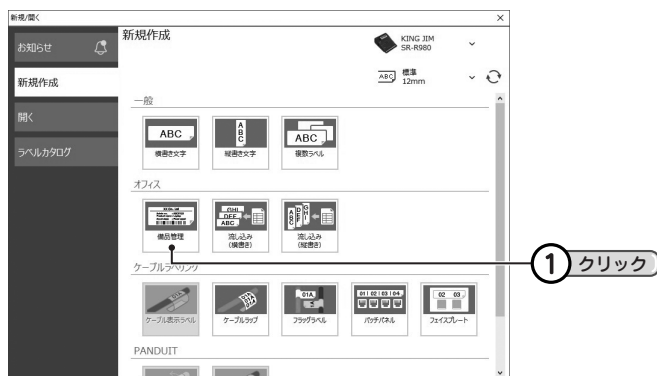 新規/開く
お知らせ
新規作成
開く
ラベルカタログ
新規作成
KING JIM
SR-R980
ABC 標準
12mm
一般
ABC
ABC
ABC
横書き文字
縦書き文字
複数ラベル
オフィス
GHI
DEF
ABC
備品管理
流し込み
(横書き)
流し込み
(縦書き)
① クリック
ケーブルラベリング
01A
01 02 03 04
02 03
ケーブル表示ラベル
ケーブルラップ
フラッグラベル
パッチパネル
フェイスプレート
PANDUIT